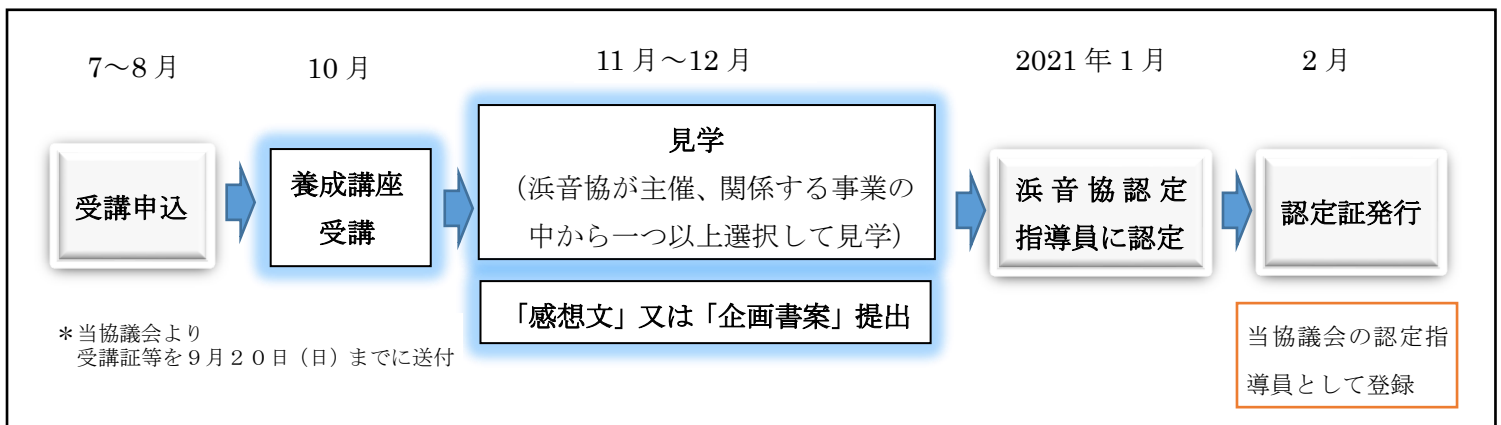 7～8月
10月
11月～12月
2021年1月
2月
受講申込
養成講座
受講
見学
（浜音協が主催、関係する事業の
中から一つ以上選択して見学）
「感想文」又は「企画書案」提出
浜音協認定
指導員に認定
認定証発行
＊当協議会より
受講証等を９月２０日（日）までに送付
当協議会の認定指
導員として登録